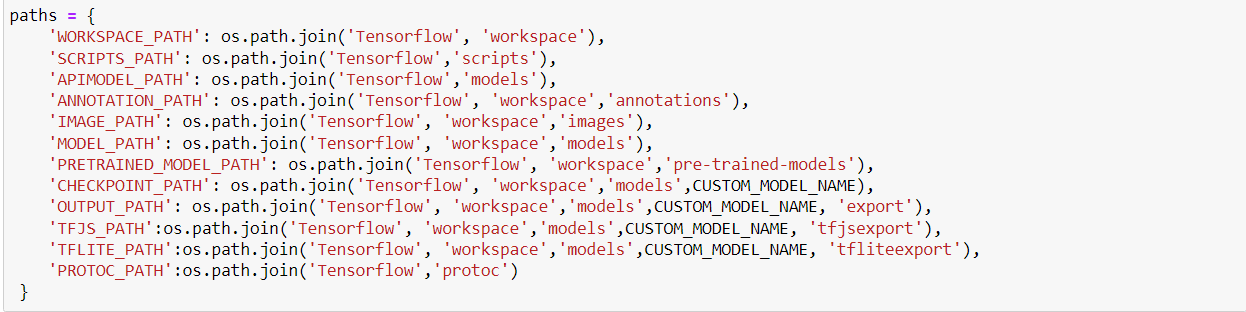 paths = {
    'WORKSPACE_PATH': os.path.join('Tensorflow', 'workspace'),
    'SCRIPTS_PATH': os.path.join('Tensorflow','scripts'),
    'APIMODEL_PATH': os.path.join('Tensorflow','models'),
    'ANNOTATION_PATH': os.path.join('Tensorflow', 'workspace','annotations'),
    'IMAGE_PATH': os.path.join('Tensorflow', 'workspace','images'),
    'MODEL_PATH': os.path.join('Tensorflow', 'workspace','models'),
    'PRETRAINED_MODEL_PATH': os.path.join('Tensorflow', 'workspace','pre-trained-models'),
    'CHECKPOINT_PATH': os.path.join('Tensorflow', 'workspace','models',CUSTOM_MODEL_NAME),
    'OUTPUT_PATH': os.path.join('Tensorflow', 'workspace','models',CUSTOM_MODEL_NAME, 'export'),
    'TFJS_PATH':os.path.join('Tensorflow', 'workspace','models',CUSTOM_MODEL_NAME, 'tfjsexport'),
    'TFLITE_PATH':os.path.join('Tensorflow', 'workspace','models',CUSTOM_MODEL_NAME, 'tfliteexport'),
    'PROTOC_PATH':os.path.join('Tensorflow','protoc')
 }